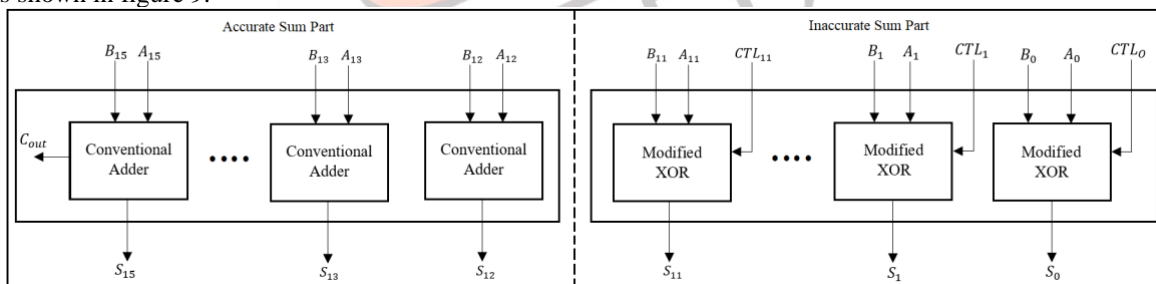 s shown in figure 9.
Accurate Sum Part
Inaccurate Sum Part
B₁₅ A₁₅ B₁₃ A₁₃ B₁₂ A₁₂ B₁₁ A₁₁ CTL₁₁ B₁ A₁ CTL₁ B₀ A₀ CTL₀
C_out
Conventional
Adder
....
Conventional
Adder
Conventional
Adder
Modified
XOR
....
Modified
XOR
Modified
XOR
S₁₅ S₁₃ S₁₂ S₁₁ S₁ S₀